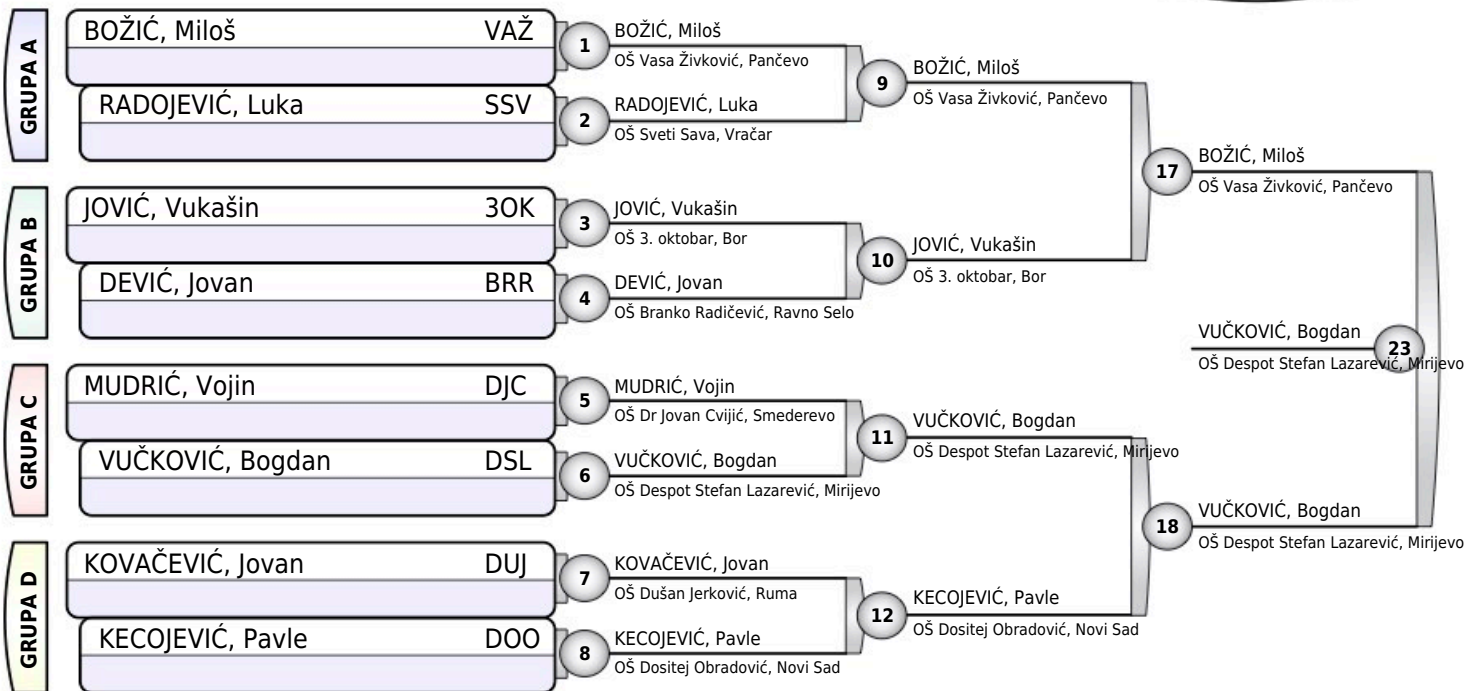 GRUPA A
BOŽIĆ, Miloš VAŽ
RADOJEVIĆ, Luka SSV
GRUPA B
JOVIĆ, Vukašin 3OK
DEVIĆ, Jovan BRR
GRUPA C
MUDRIĆ, Vojin DJC
VUČKOVIĆ, Bogdan DSL
GRUPA D
KOVAČEVIĆ, Jovan DUJ
KECOJEVIĆ, Pavle DOO
1
BOŽIĆ, Miloš
OŠ Vasa Živković, Pančevo
2
RADOJEVIĆ, Luka
OŠ Sveti Sava, Vračar
3
JOVIĆ, Vukašin
OŠ 3. oktobar, Bor
4
DEVIĆ, Jovan
OŠ Branko Radičević, Ravno Selo
5
MUDRIĆ, Vojin
OŠ Dr Jovan Cvijić, Smederevo
6
VUČKOVIĆ, Bogdan
OŠ Despot Stefan Lazarević, Mirijevo
7
KOVAČEVIĆ, Jovan
OŠ Dušan Jerković, Ruma
8
KECOJEVIĆ, Pavle
OŠ Dositej Obradović, Novi Sad
9
BOŽIĆ, Miloš
OŠ Vasa Živković, Pančevo
10
JOVIĆ, Vukašin
OŠ 3. oktobar, Bor
11
VUČKOVIĆ, Bogdan
OŠ Despot Stefan Lazarević, Mirijevo
12
KECOJEVIĆ, Pavle
OŠ Dositej Obradović, Novi Sad
17
BOŽIĆ, Miloš
OŠ Vasa Živković, Pančevo
18
VUČKOVIĆ, Bogdan
OŠ Despot Stefan Lazarević, Mirijevo
23
VUČKOVIĆ, Bogdan
OŠ Despot Stefan Lazarević, Mirijevo